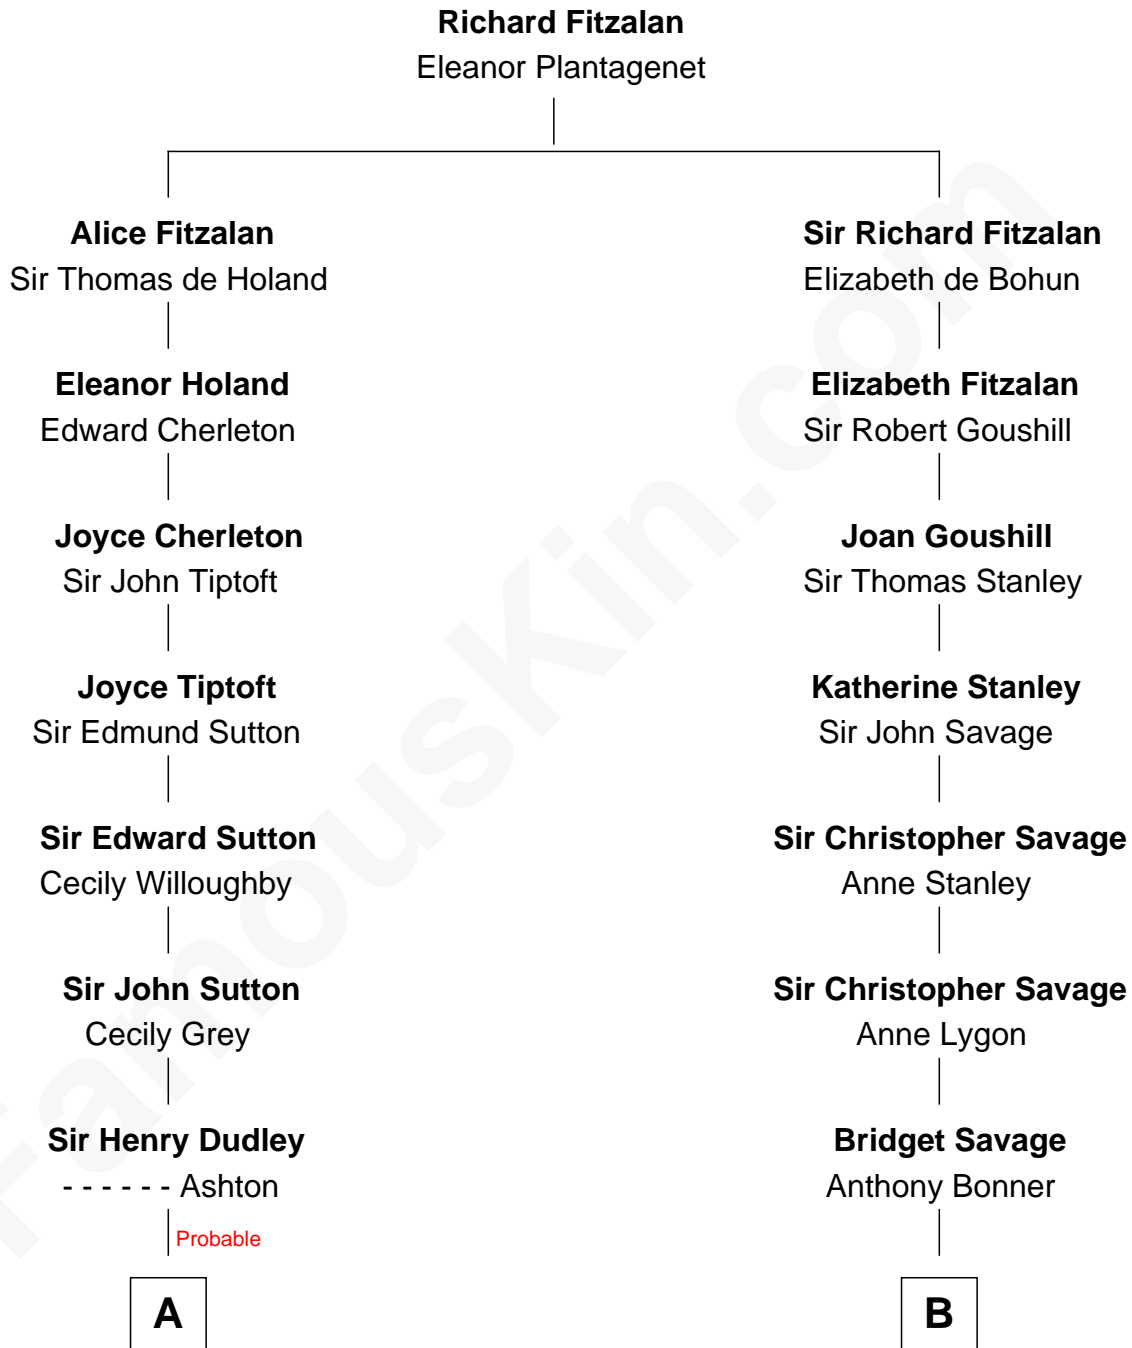 Richard Fitzalan
Eleanor Plantagenet
Alice Fitzalan
Sir Thomas de Holand
Sir Richard Fitzalan
Elizabeth de Bohun
Eleanor Holand
Edward Cherleton
Elizabeth Fitzalan
Sir Robert Goushill
Joyce Cherleton
Sir John Tiptoft
Joan Goushill
Sir Thomas Stanley
Joyce Tiptoft
Sir Edmund Sutton
Katherine Stanley
Sir John Savage
Sir Edward Sutton
Cecily Willoughby
Sir Christopher Savage
Anne Stanley
Sir John Sutton
Cecily Grey
Sir Christopher Savage
Anne Lygon
Sir Henry Dudley
- - - - - - Ashton
Probable
Bridget Savage
Anthony Bonner
A
B
FamousKin.com